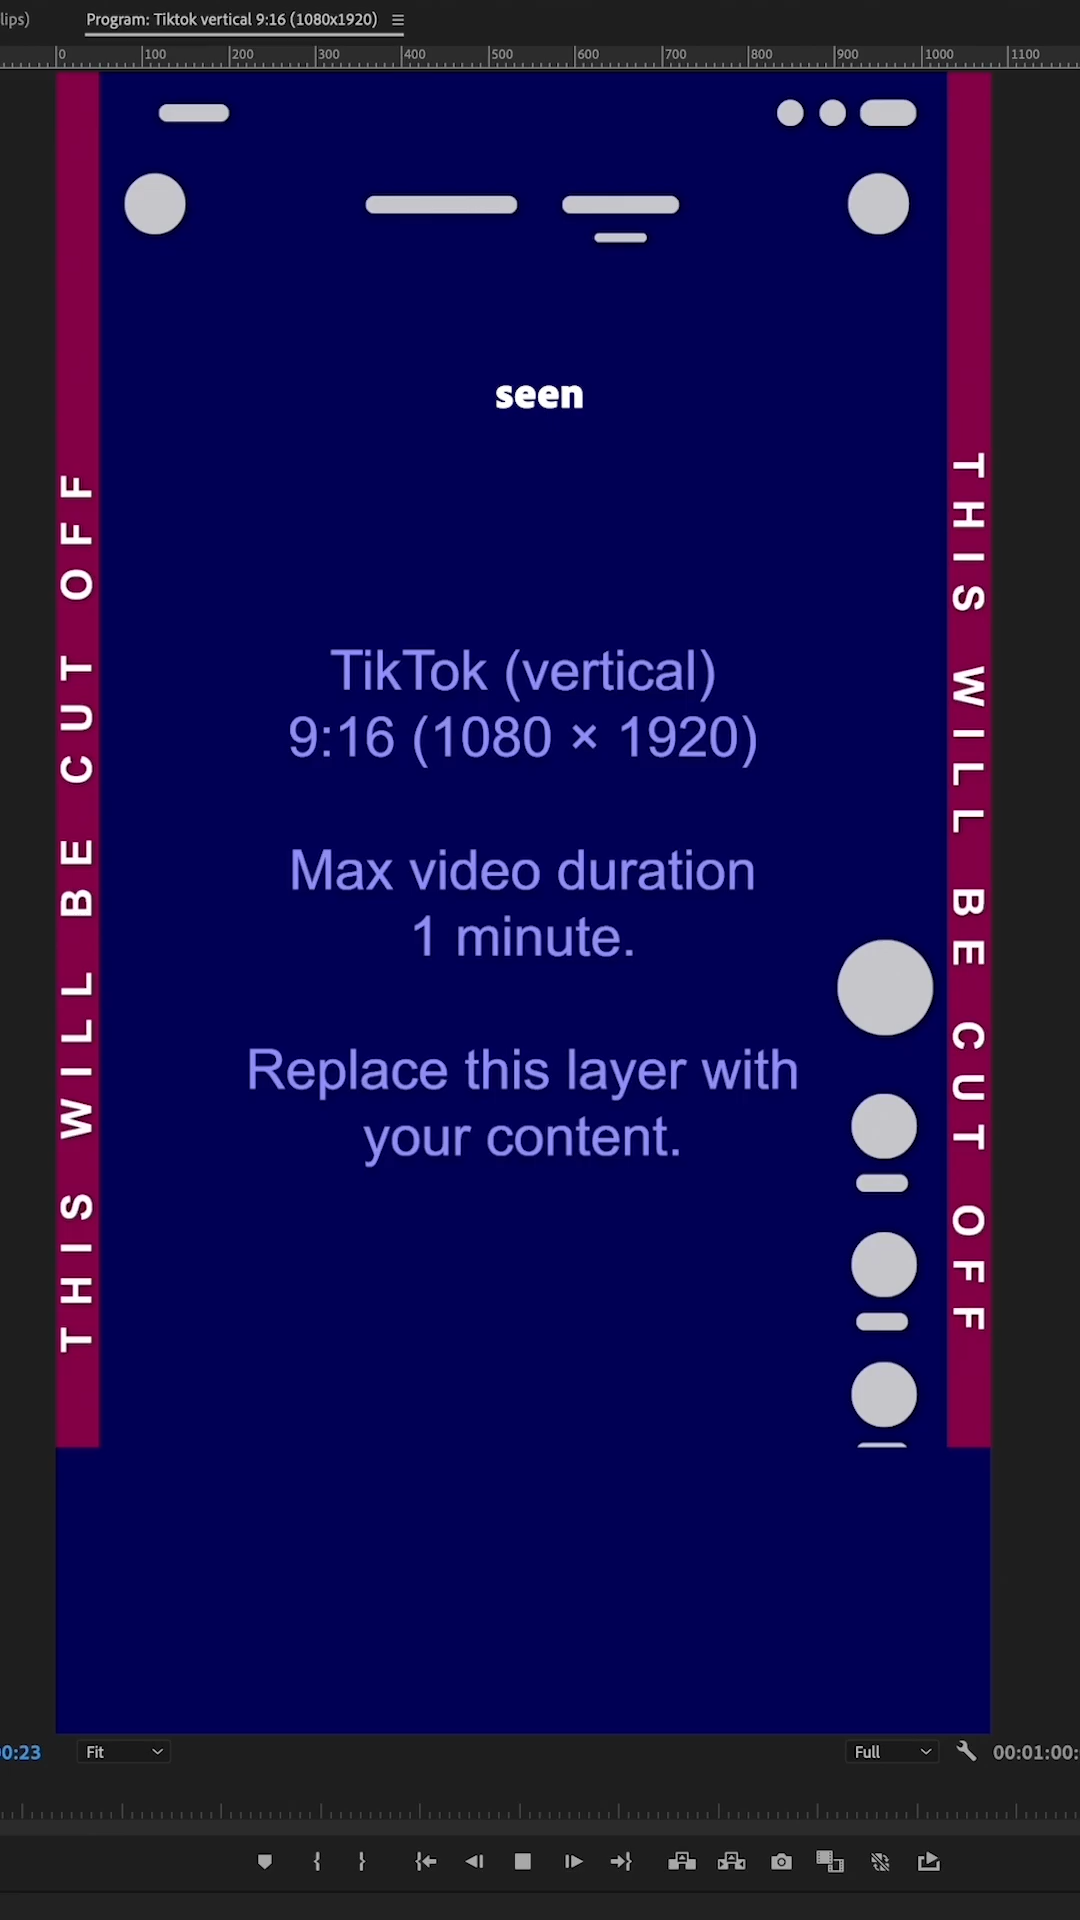 lips)
Program: Tiktok vertical 9:16 (1080x1920)
0 100 200 300 400 500 600 700 800 900 1000 1100
seen
THIS WILL BE CUT OFF
THIS WILL BE CUT OFF
TikTok (vertical)
9:16 (1080 × 1920)
Max video duration
1 minute.
Replace this layer with
your content.
0:23
Fit
Full
00:01:00: